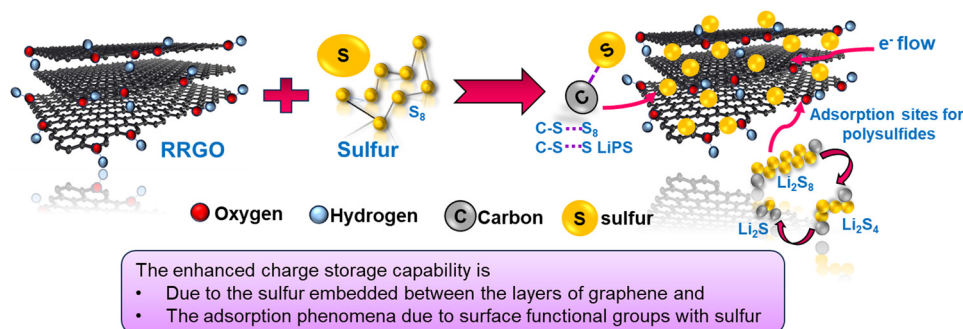 RRGO
S
S8
Sulfur
S
C
C-S S8
C-S S LiPS
e- flow
Adsorption sites for
polysulfides
Li2S8
Li2S
Li2S4
Oxygen
Hydrogen
C
Carbon
S
sulfur
The enhanced charge storage capability is
• Due to the sulfur embedded between the layers of graphene and
• The adsorption phenomena due to surface functional groups with sulfur